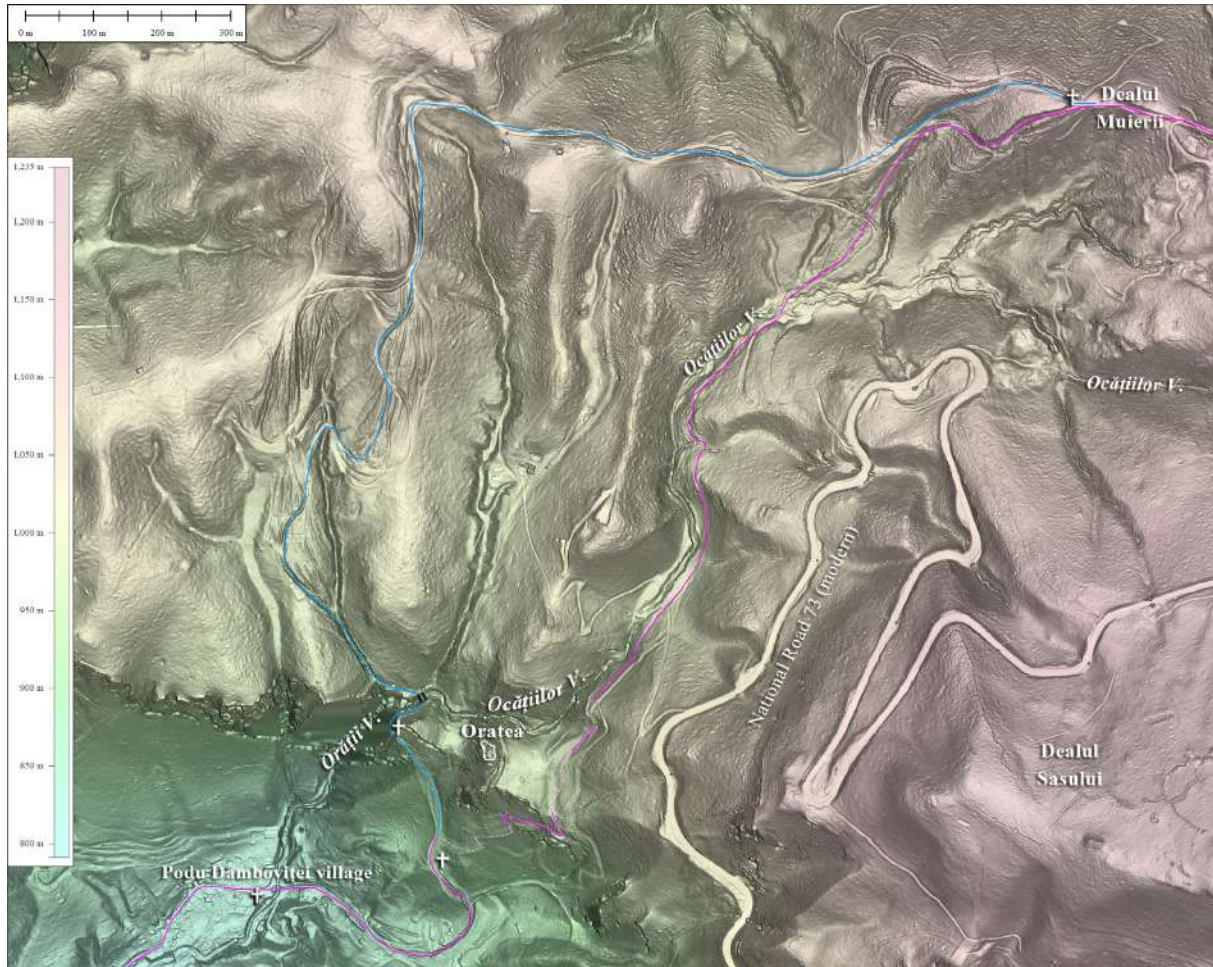 0 m 100 m 200 m 300 m
Dealul
Muierii
1,235 m
1,200 m
1,150 m
1,100 m
1,050 m
1,000 m
950 m
900 m
850 m
800 m
Ocățiilor V.
Ocățiilor V.
National Road 73 (modern)
Ocățiilor V.
Orății V.
Oratea
Dealul
Sasului
Podu Dâmboviței village